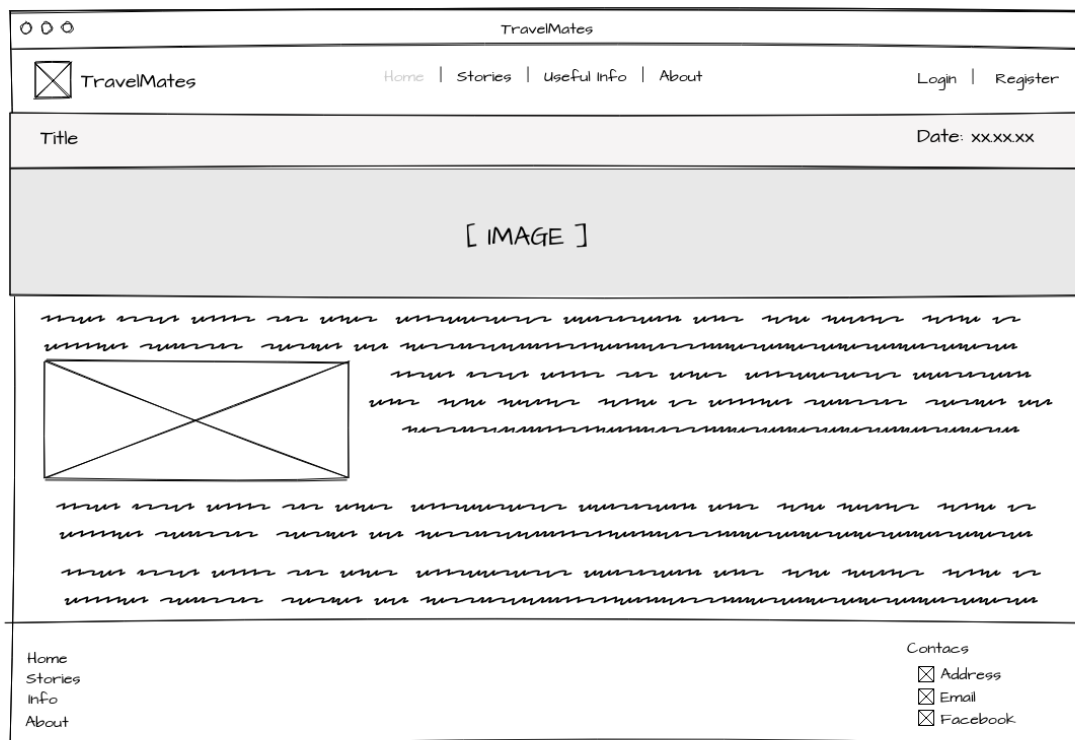 TravelMates
TravelMates
Home | Stories | Useful Info | About
Login | Register
Title
Date: xx.xx.xx
[ IMAGE ]
Home
Stories
Info
About
Contacs
Address
Email
Facebook